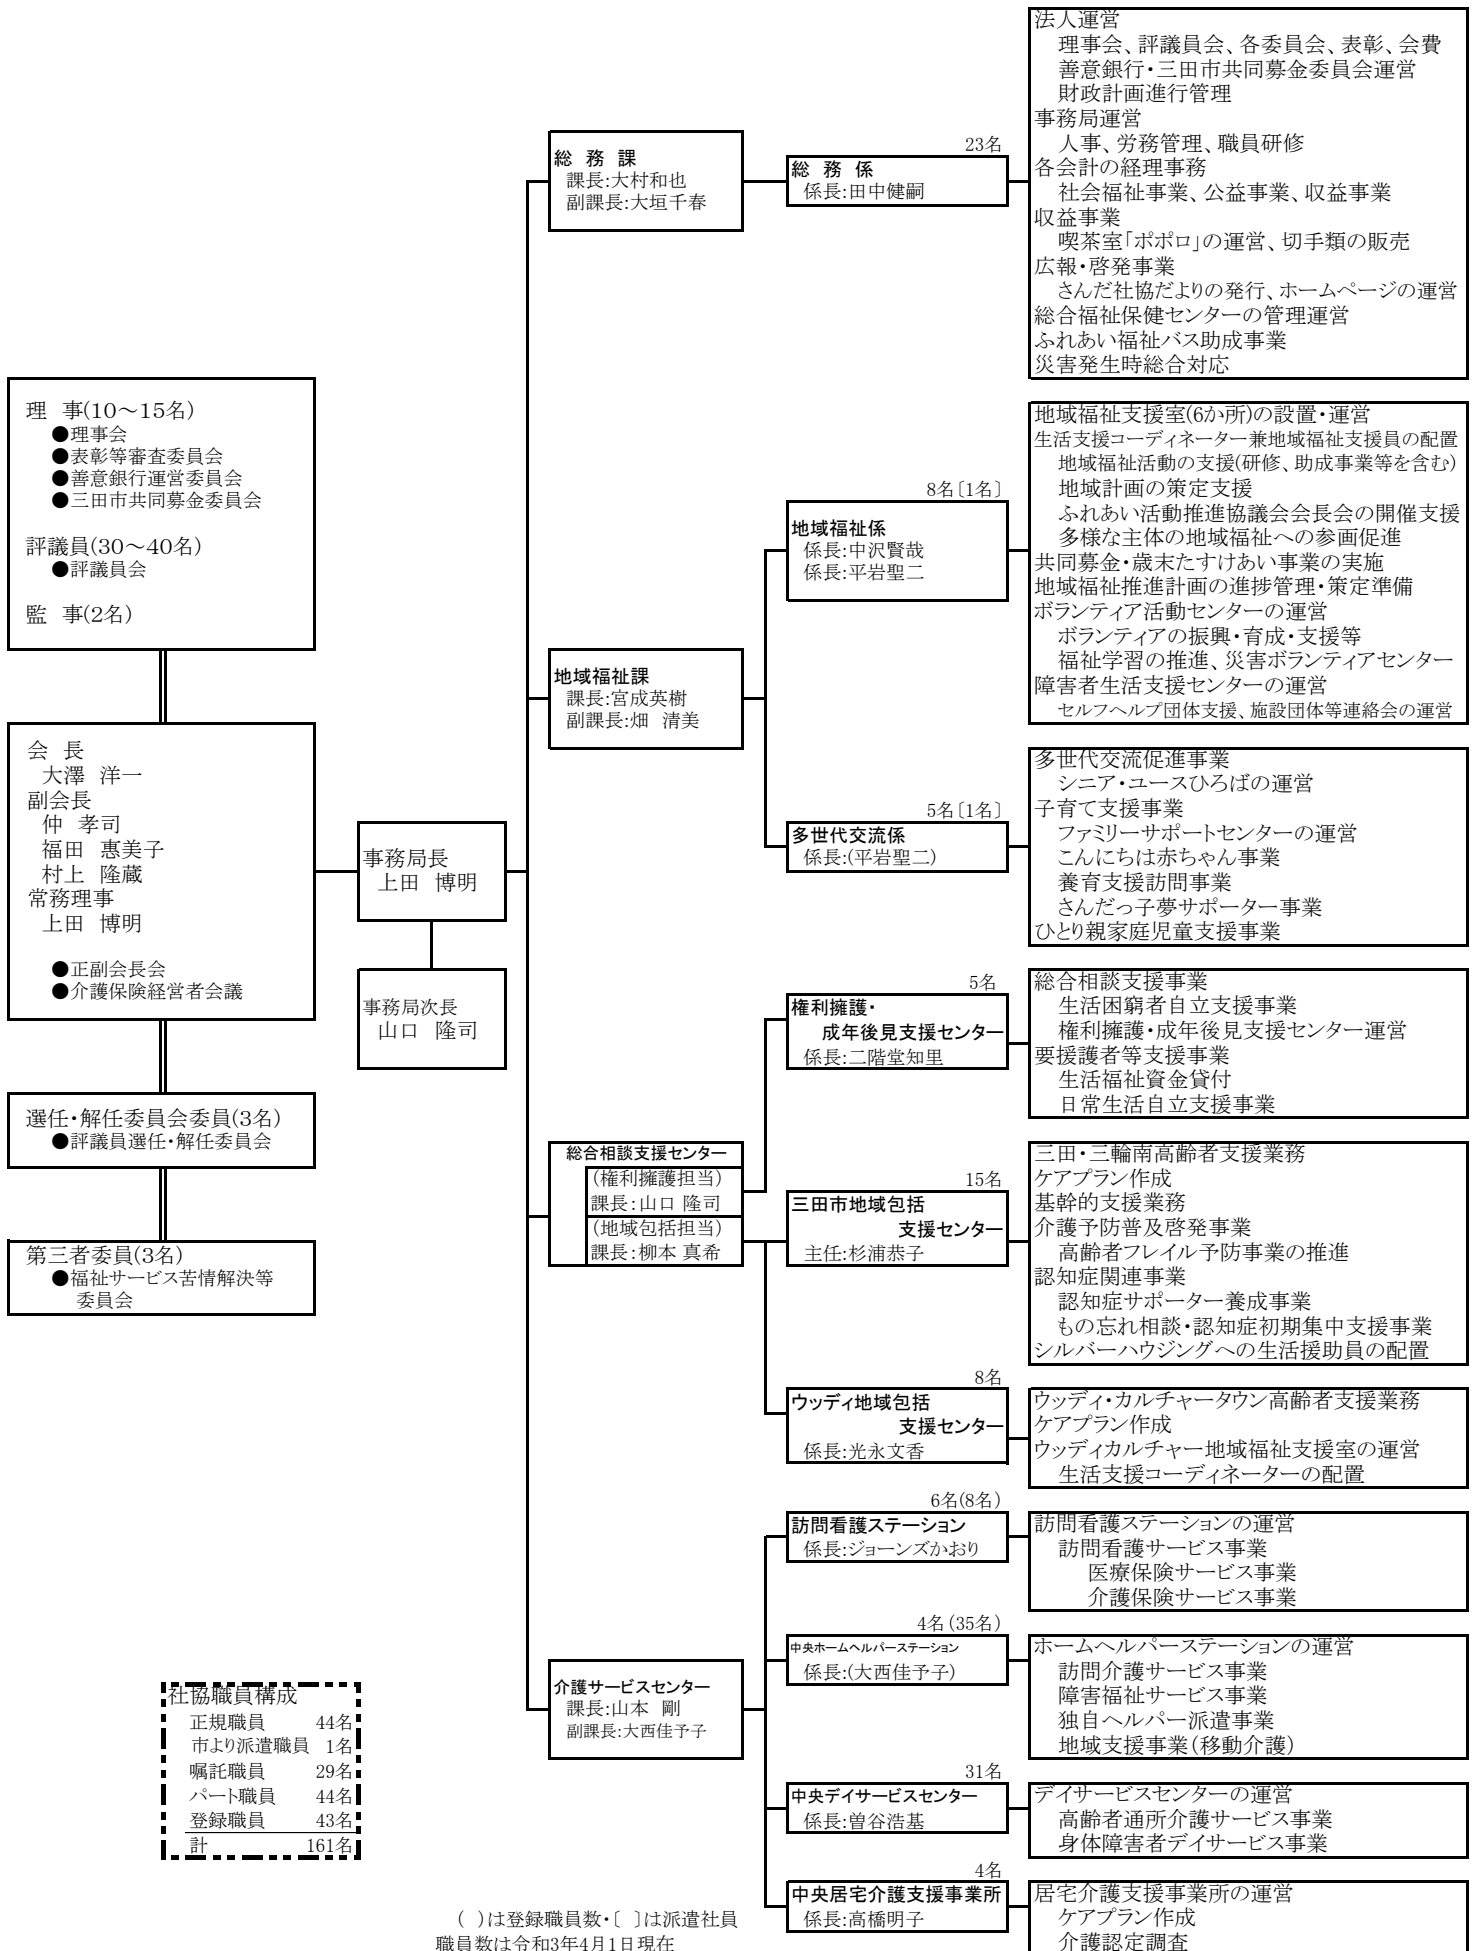 理　事(10～15名)
●理事会
●表彰等審査委員会
●善意銀行運営委員会
●三田市共同募金委員会
評議員(30～40名)
●評議員会
監　事(2名)
会　長
大澤　洋一
副会長
仲　孝司
福田　惠美子
村上　隆蔵
常務理事
上田　博明
●正副会長会
●介護保険経営者会議
選任・解任委員会委員(3名)
●評議員選任・解任委員会
第三者委員(3名)
●福祉サービス苦情解決等
委員会
事務局長
上田　博明
事務局次長
山口　隆司
総　務　課
課長:大村和也
副課長:大垣千春
23名
総　務　係
係長:田中健嗣
法人運営
理事会、評議員会、各委員会、表彰、会費
善意銀行・三田市共同募金委員会運営
財政計画進行管理
事務局運営
人事、労務管理、職員研修
各会計の経理事務
社会福祉事業、公益事業、収益事業
収益事業
喫茶室「ポポロ」の運営、切手類の販売
広報・啓発事業
さんだ社協だよりの発行、ホームページの運営
総合福祉保健センターの管理運営
ふれあい福祉バス助成事業
災害発生時総合対応
地域福祉課
課長:宮成英樹
副課長:畑　清美
8名〔1名〕
地域福祉係
係長:中沢賢哉
係長:平岩聖二
地域福祉支援室(6か所)の設置・運営
生活支援コーディネーター兼地域福祉支援員の配置
地域福祉活動の支援(研修、助成事業等を含む)
地域計画の策定支援
ふれあい活動推進協議会会長会の開催支援
多様な主体の地域福祉への参画促進
共同募金・歳末たすけあい事業の実施
地域福祉推進計画の進捗管理・策定準備
ボランティア活動センターの運営
ボランティアの振興・育成・支援等
福祉学習の推進、災害ボランティアセンター
障害者生活支援センターの運営
セルフヘルプ団体支援、施設団体等連絡会の運営
5名〔1名〕
多世代交流係
係長:(平岩聖二)
多世代交流促進事業
シニア・ユースひろばの運営
子育て支援事業
ファミリーサポートセンターの運営
こんにちは赤ちゃん事業
養育支援訪問事業
さんだっ子夢サポーター事業
ひとり親家庭児童支援事業
総合相談支援センター
(権利擁護担当)
課長:山口 隆司
(地域包括担当)
課長:柳本 真希
5名
権利擁護・
成年後見支援センター
係長:二階堂知里
総合相談支援事業
生活困窮者自立支援事業
権利擁護・成年後見支援センター運営
要援護者等支援事業
生活福祉資金貸付
日常生活自立支援事業
15名
三田市地域包括
支援センター
主任:杉浦恭子
三田・三輪南高齢者支援業務
ケアプラン作成
基幹的支援業務
介護予防普及啓発事業
高齢者フレイル予防事業の推進
認知症関連事業
認知症サポーター養成事業
もの忘れ相談・認知症初期集中支援事業
シルバーハウジングへの生活援助員の配置
8名
ウッディ地域包括
支援センター
係長:光永文香
ウッディ・カルチャータウン高齢者支援業務
ケアプラン作成
ウッディカルチャー地域福祉支援室の運営
生活支援コーディネーターの配置
介護サービスセンター
課長:山本　剛
副課長:大西佳予子
6名(8名)
訪問看護ステーション
係長:ジョーンズかおり
訪問看護ステーションの運営
訪問看護サービス事業
医療保険サービス事業
介護保険サービス事業
4名(35名)
中央ホームヘルパーステーション
係長:(大西佳予子)
ホームヘルパーステーションの運営
訪問介護サービス事業
障害福祉サービス事業
独自ヘルパー派遣事業
地域支援事業(移動介護)
31名
中央デイサービスセンター
係長:曽谷浩基
デイサービスセンターの運営
高齢者通所介護サービス事業
身体障害者デイサービス事業
4名
中央居宅介護支援事業所
係長:高橋明子
居宅介護支援事業所の運営
ケアプラン作成
介護認定調査
社協職員構成
正規職員　44名
市より派遣職員　1名
嘱託職員　29名
パート職員　44名
登録職員　43名
計　161名
(　)は登録職員数・〔　〕は派遣社員
職員数は令和3年4月1日現在